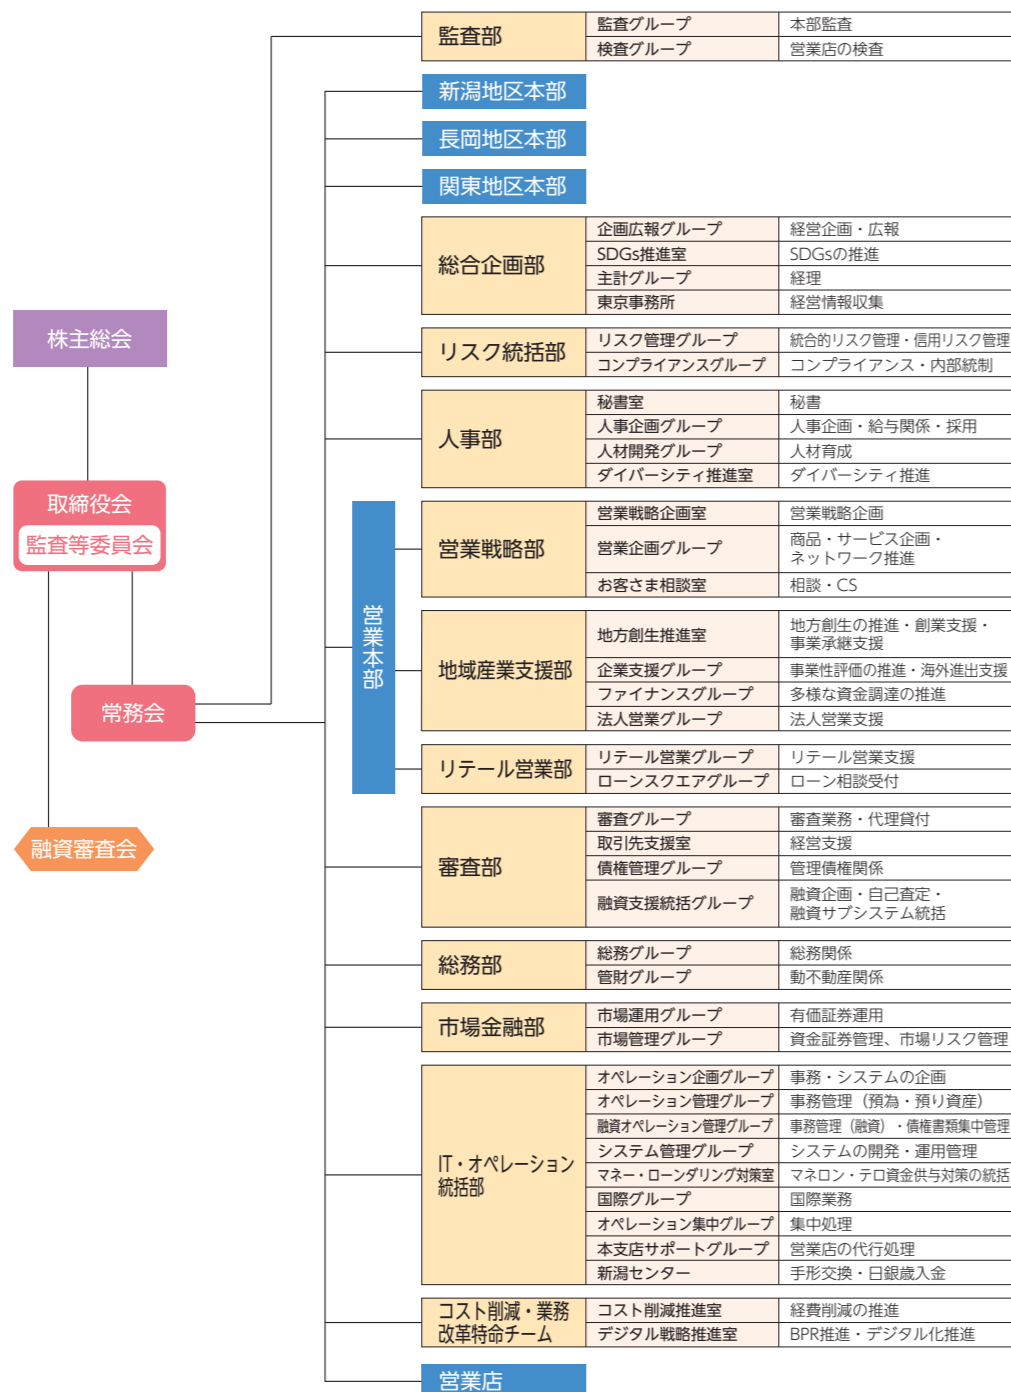 監査部
監査グループ 本部監査
検査グループ 営業店の検査
新潟地区本部
長岡地区本部
関東地区本部
総合企画部
企画広報グループ 経営企画・広報
SDGs推進室 SDGsの推進
主計グループ 経理
東京事務所 経営情報収集
株主総会
リスク統括部
リスク管理グループ 統合的リスク管理・信用リスク管理
コンプライアンスグループ コンプライアンス・内部統制
人事部
秘書室 秘書
人事企画グループ 人事企画・給与関係・採用
人材開発グループ 人材育成
ダイバーシティ推進室 ダイバーシティ推進
取締役会
監査等委員会
営業本部
営業戦略部
営業戦略企画室 営業戦略企画
営業企画グループ 商品・サービス企画・
ネットワーク推進
お客さま相談室 相談・CS
地域産業支援部
地方創生推進室 地方創生の推進・創業支援・
事業承継支援
企業支援グループ 事業性評価の推進・海外進出支援
ファイナンスグループ 多様な資金調達の推進
法人営業グループ 法人営業支援
常務会
リテール営業部
リテール営業グループ リテール営業支援
ローンスクエアグループ ローン相談受付
融資審査会
審査部
審査グループ 審査業務・代理貸付
取引先支援室 経営支援
債権管理グループ 管理債権関係
融資支援統括グループ 融資企画・自己査定・
融資サブシステム統括
総務部
総務グループ 総務関係
管財グループ 動不動産関係
市場金融部
市場運用グループ 有価証券運用
市場管理グループ 資金証券管理、市場リスク管理
IT・オペレーション
統括部
オペレーション企画グループ 事務・システムの企画
オペレーション管理グループ 事務管理（預為・預り資産）
融資オペレーション管理グループ 事務管理（融資）・債権書類集中管理
システム管理グループ システムの開発・運用管理
マネー・ローンダリング対策室 マネロン・テロ資金供与対策の統括
国際グループ 国際業務
オペレーション集中グループ 集中処理
本支店サポートグループ 営業店の代行処理
新潟センター 手形交換・日銀歳入金
コスト削減・業務
改革特命チーム
コスト削減推進室 経費削減の推進
デジタル戦略推進室 BPR推進・デジタル化推進
営業店